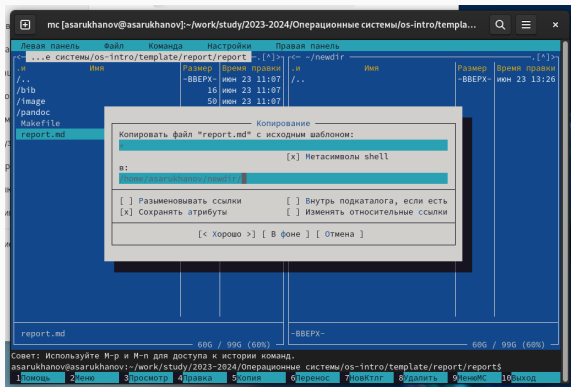 mc [asarukhanov@asarukhanov]:~/work/study/2023-2024/Операционные системы/os-intro/templa...
Левая панель Файл Команда Настройки Правая панель
<— ...е системы/os-intro/template/report/report —.[^]> <— ~/newdir —.[^]>
.и Имя Размер Время правки .и Имя Размер Время правки
/.. -ВВЕРХ- июн 23 11:07 /.. -ВВЕРХ- июн 23 13:26
/bib 16 июн 23 11:07
/image 50 июн 23 11:07
/pandoc
Makefile
report.md
Копирование
Копировать файл "report.md" с исходным шаблоном:
*
[x] Метасимволы shell
в:
/home/asarukhanov/newdir/
[ ] Разыменовывать ссылки [ ] Внутрь подкаталога, если есть
[x] Сохранять атрибуты [ ] Изменять относительные ссылки
[< Хорошо >] [ В фоне ] [ Отмена ]
report.md -ВВЕРХ-
60G / 99G (60%) 60G / 99G (60%)
Совет: Используйте M-p и M-n для доступа к истории команд.
asarukhanov@asarukhanov:~/work/study/2023-2024/Операционные системы/os-intro/template/report/report$
1Помощь 2Меню 3Просмотр 4Правка 5Копия 6Перенос 7НовКтлг 8Удалить 9МенюMC 10Выход